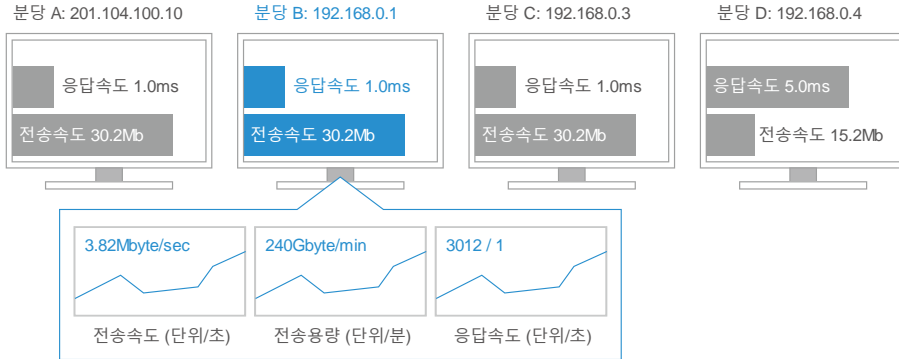 분당 A: 201.104.100.10
분당 B: 192.168.0.1
분당 C: 192.168.0.3
분당 D: 192.168.0.4
응답속도 1.0ms
전송속도 30.2Mb
응답속도 1.0ms
전송속도 30.2Mb
응답속도 1.0ms
전송속도 30.2Mb
응답속도 5.0ms
전송속도 15.2Mb
3.82Mbyte/sec
전송속도 (단위/초)
240Gbyte/min
전송용량 (단위/분)
3012 / 1
응답속도 (단위/초)